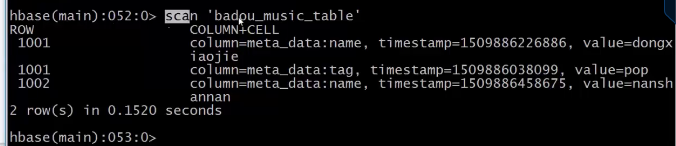 hbase(main):052:0> scan 'badou_music_table'
ROW COLUMN+CELL
1001 column=meta_data:name, timestamp=1509886226886, value=dongx
iaojie
1001 column=meta_data:tag, timestamp=1509886038099, value=pop
1002 column=meta_data:name, timestamp=1509886458675, value=nansh
annan
2 row(s) in 0.1520 seconds
hbase(main):053:0>